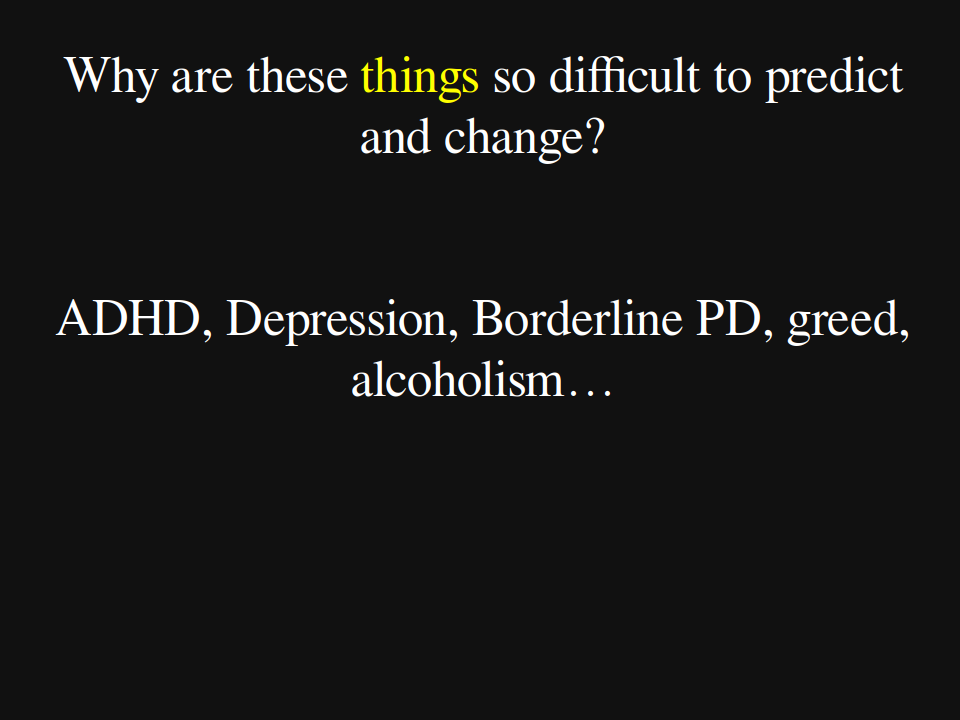 Why are these things so difficult to predict
and change?
ADHD, Depression, Borderline PD, greed,
alcoholism…